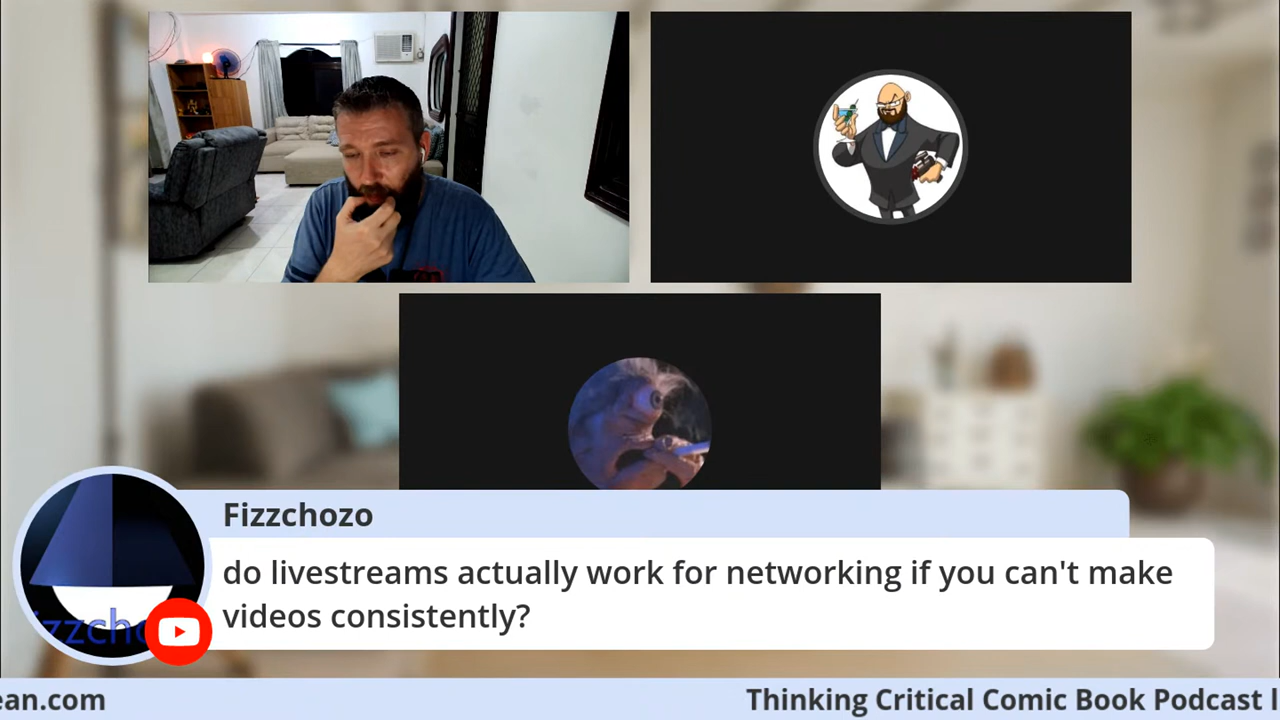 Fizzchozo
do livestreams actually work for networking if you can't make
videos consistently?
zzcho
ean.com
Thinking Critical Comic Book Podcast l